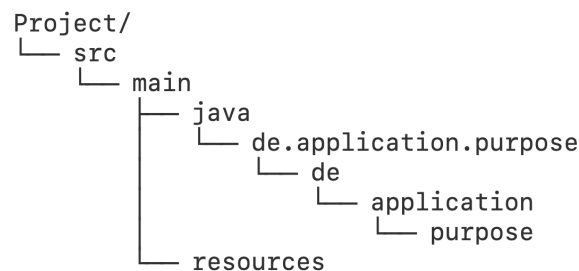 Project/
└── src
└── main
├── java
└── de.application.purpose
└── de
└── application
└── purpose
└── resources